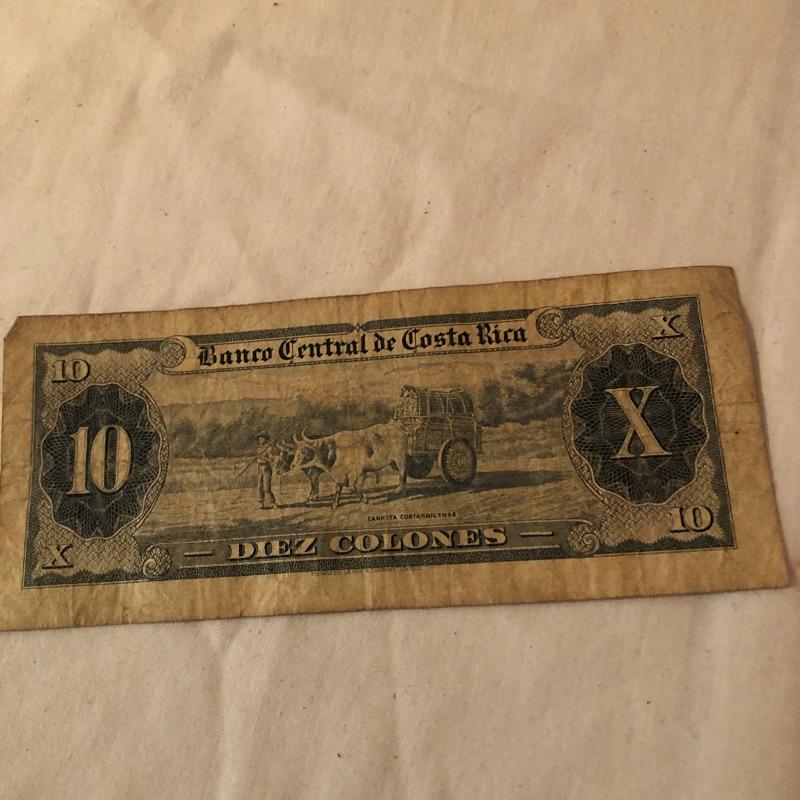 Banco Central de Costa Rica
10
X
10
X
CARRETA COSTARRICENSE
X
10
— DIEZ COLONES —